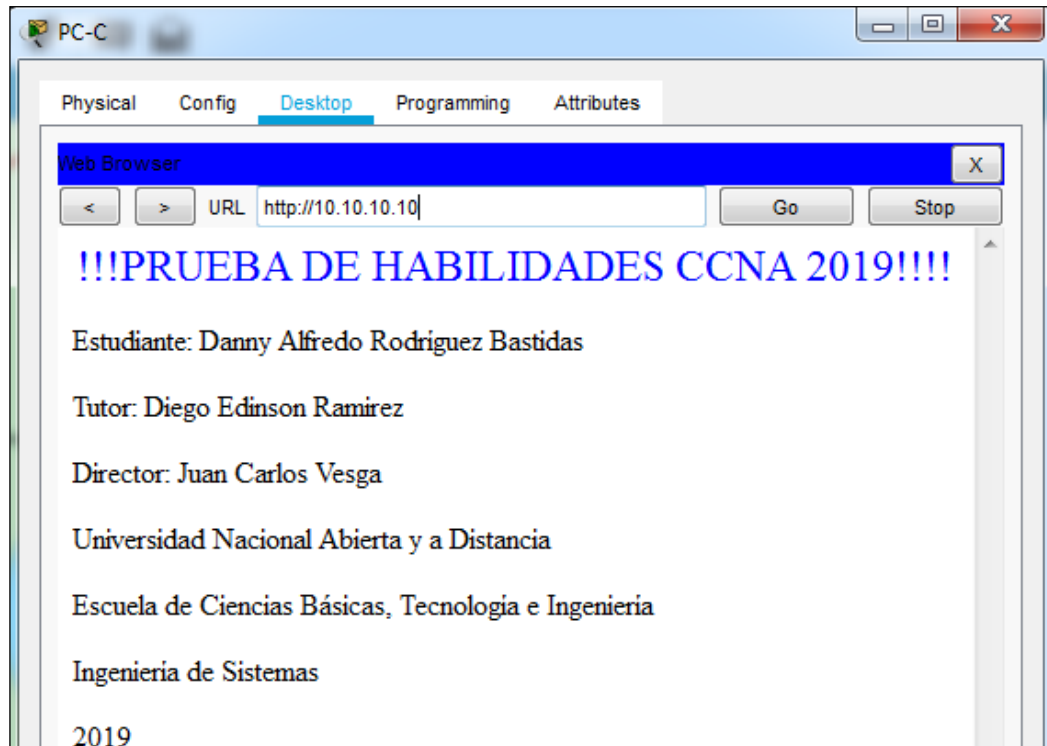 PC-C
X
Physical Config Desktop Programming Attributes
Web Browser X
< > URL http://10.10.10.10 Go Stop
!!!PRUEBA DE HABILIDADES CCNA 2019!!!!
Estudiante: Danny Alfredo Rodríguez Bastidas
Tutor: Diego Edinson Ramirez
Director: Juan Carlos Vesga
Universidad Nacional Abierta y a Distancia
Escuela de Ciencias Básicas, Tecnología e Ingeniería
Ingeniería de Sistemas
2019